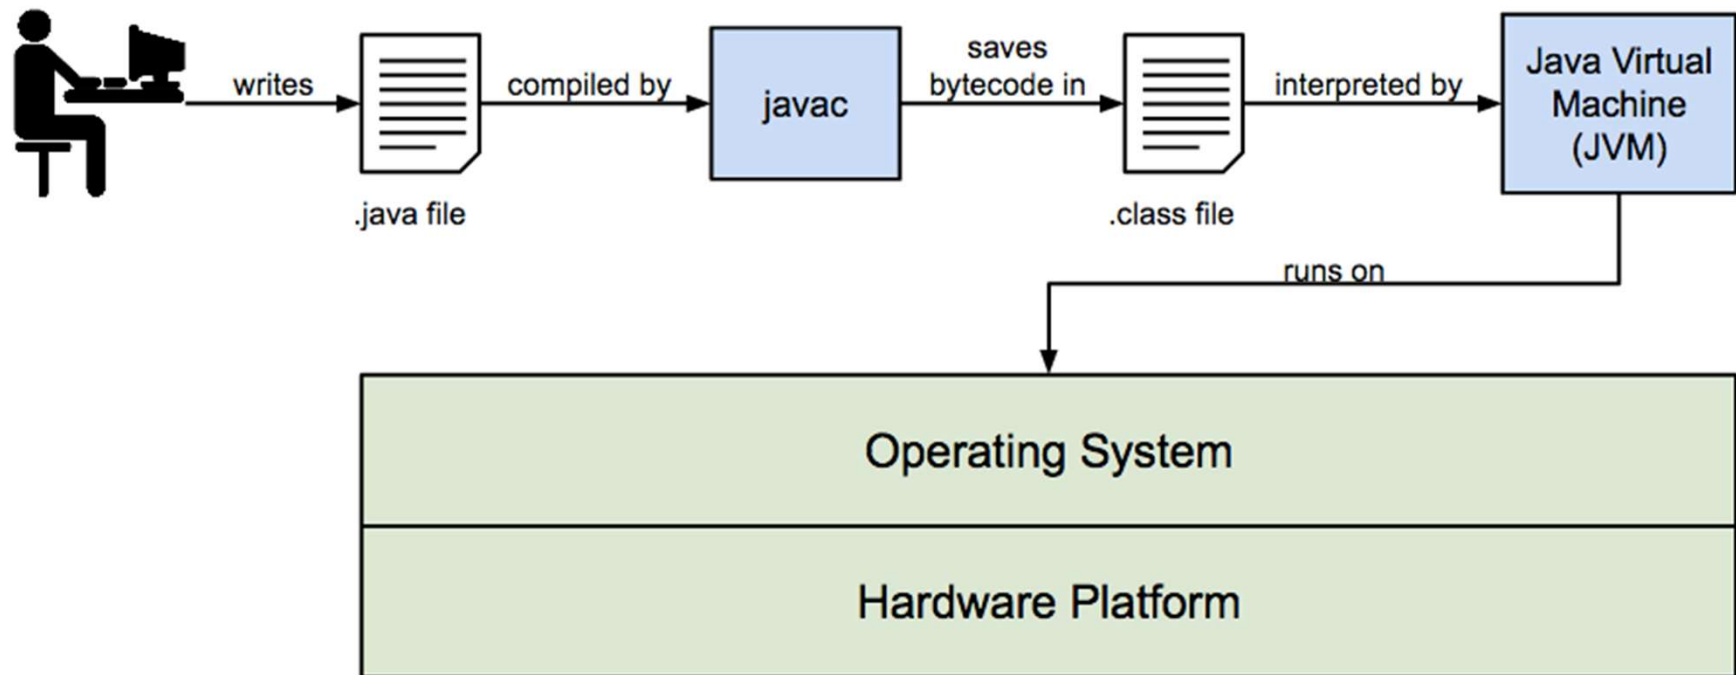 writes
compiled by
javac
saves
bytecode in
interpreted by
Java Virtual
Machine
(JVM)
.java file
.class file
runs on
Operating System
Hardware Platform